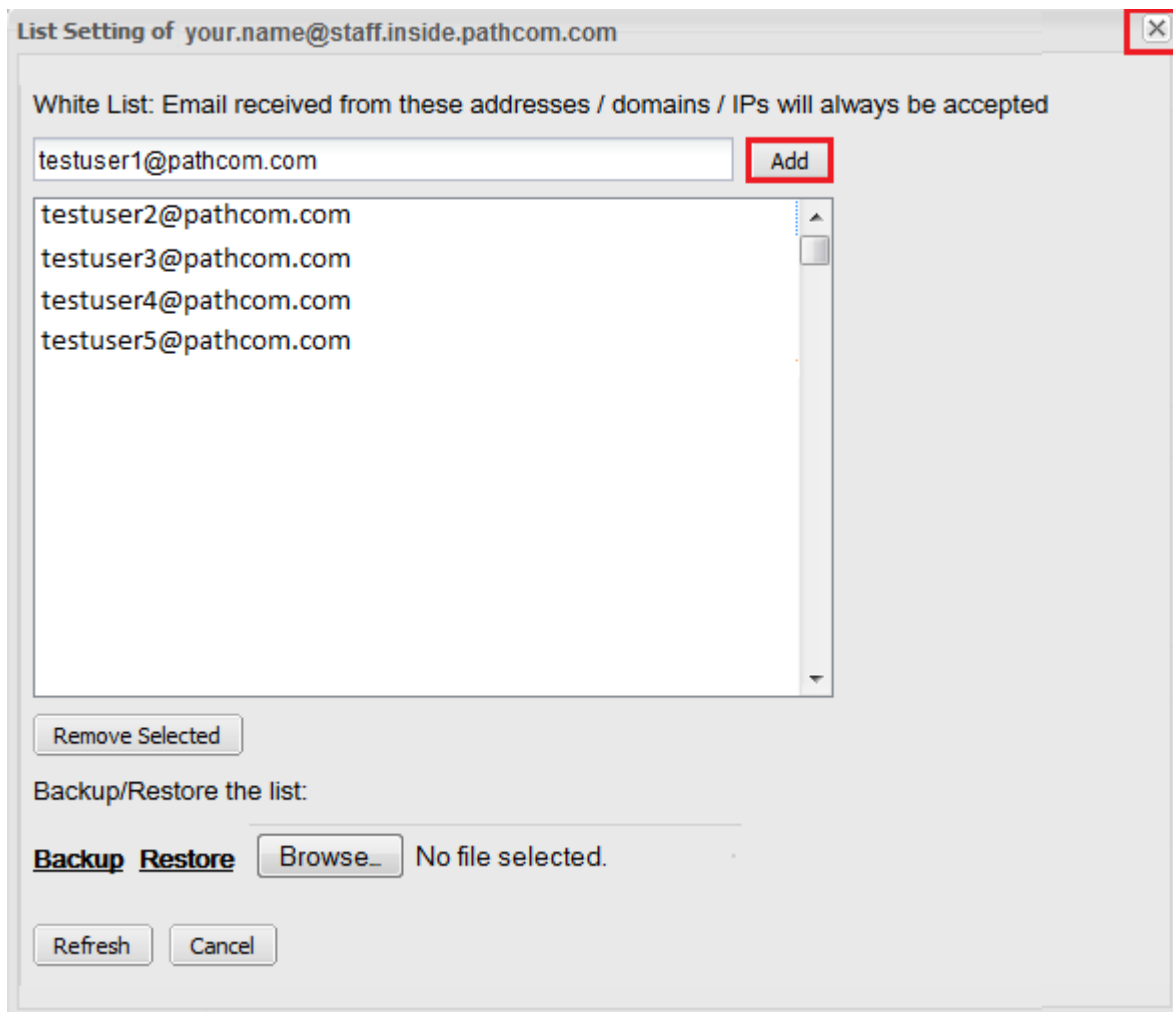 List Setting of your.name@staff.inside.pathcom.com
White List: Email received from these addresses / domains / IPs will always be accepted
testuser1@pathcom.com Add
testuser2@pathcom.com
testuser3@pathcom.com
testuser4@pathcom.com
testuser5@pathcom.com
Remove Selected
Backup/Restore the list:
Backup Restore Browse... No file selected.
Refresh Cancel